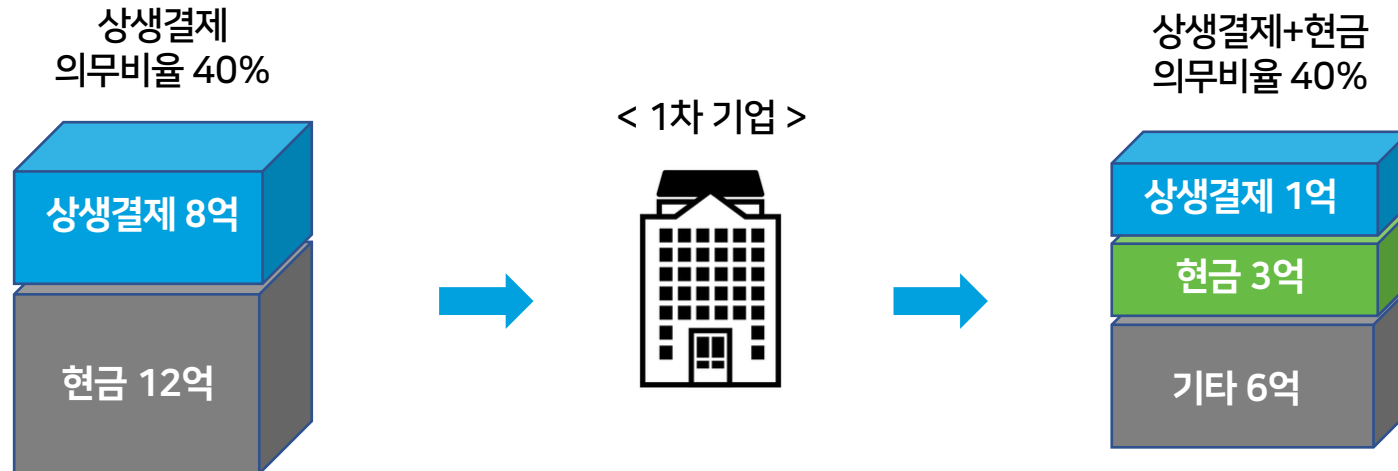 상생결제
의무비율 40%
상생결제 8억
현금 12억
< 1차 기업 >
상생결제+현금
의무비율 40%
상생결제 1억
현금 3억
기타 6억